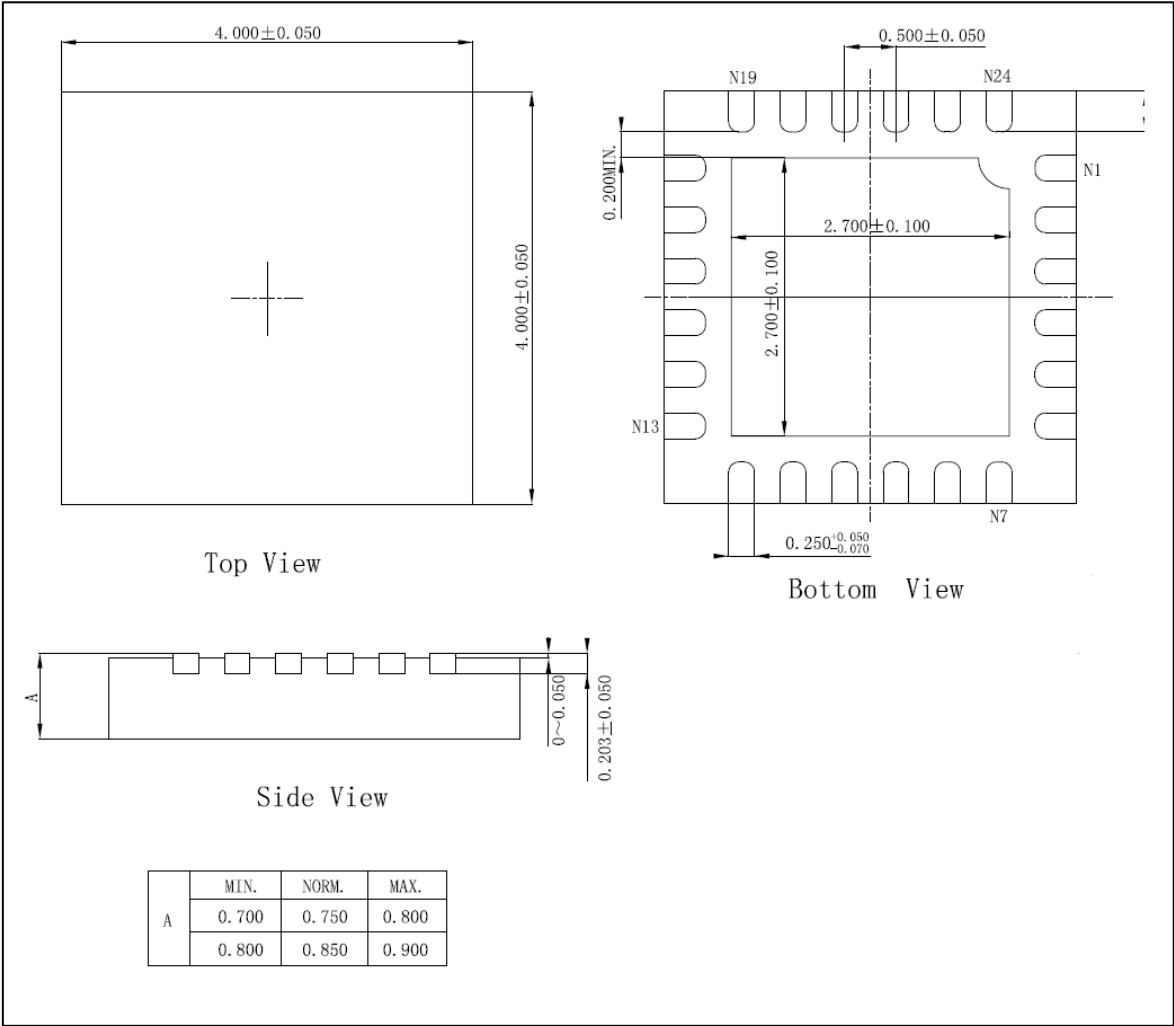 4.000±0.050
0.500±0.050
N19
N24
0.200MIN.
N1
2.700±0.100
4.000±0.050
2.700±0.100
N13
N7
0.250+0.050
-0.070
Top View
Bottom View
A
0~0.050
0.203±0.050
Side View
MIN. NORM. MAX.
A
0.700 0.750 0.800
0.800 0.850 0.900